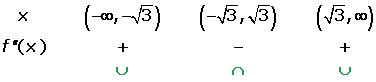 x (-∞,-√3) (-√3,√3) (√3,∞)
f"(x) + - +
∪ ∩ ∪